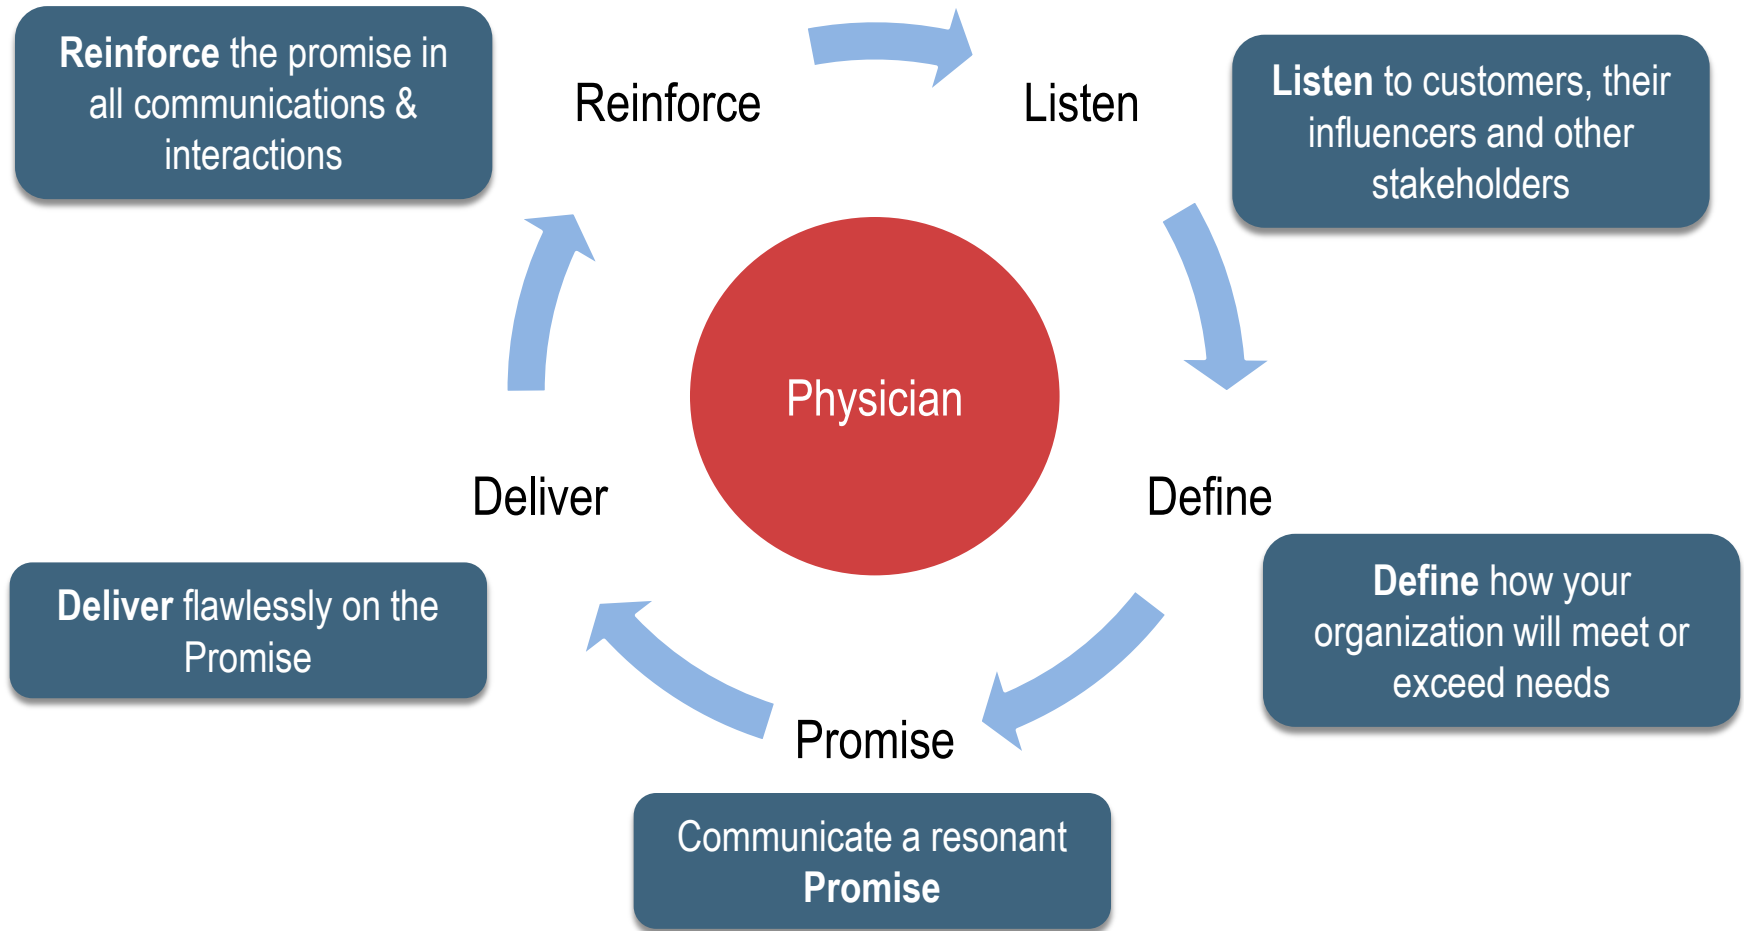 Reinforce the promise in
all communications &
interactions
Reinforce
Listen
Listen to customers, their
influencers and other
stakeholders
Physician
Deliver
Define
Deliver flawlessly on the
Promise
Define how your
organization will meet or
exceed needs
Promise
Communicate a resonant
Promise